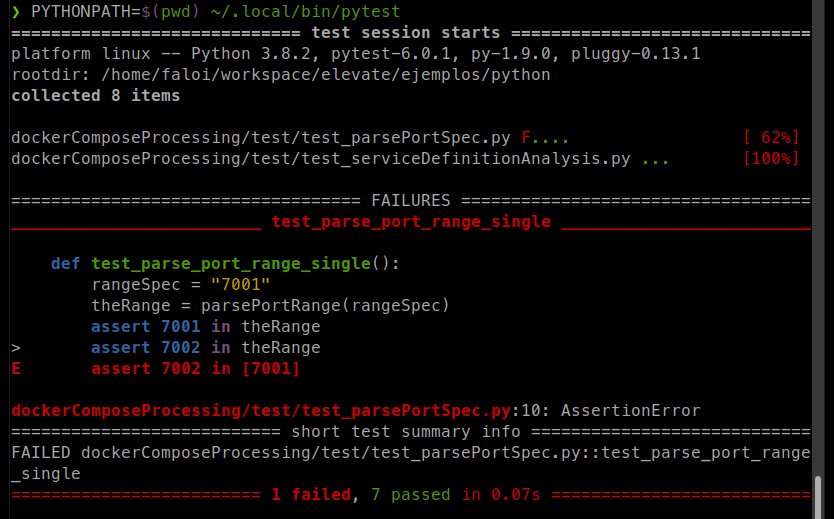 ❯ PYTHONPATH=$(pwd) ~/.local/bin/pytest
============================= test session starts ==============================
platform linux -- Python 3.8.2, pytest-6.0.1, py-1.9.0, pluggy-0.13.1
rootdir: /home/faloi/workspace/elevate/ejemplos/python
collected 8 items

dockerComposeProcessing/test/test_parsePortSpec.py F....                 [ 62%]
dockerComposeProcessing/test/test_serviceDefinitionAnalysis.py ...       [100%]

=================================== FAILURES ===================================
_________________________ test_parse_port_range_single _________________________

    def test_parse_port_range_single():
        rangeSpec = "7001"
        theRange = parsePortRange(rangeSpec)
        assert 7001 in theRange
>       assert 7002 in theRange
E       assert 7002 in [7001]

dockerComposeProcessing/test/test_parsePortSpec.py:10: AssertionError
=========================== short test summary info ============================
FAILED dockerComposeProcessing/test/test_parsePortSpec.py::test_parse_port_range
_single
========================= 1 failed, 7 passed in 0.07s ==========================